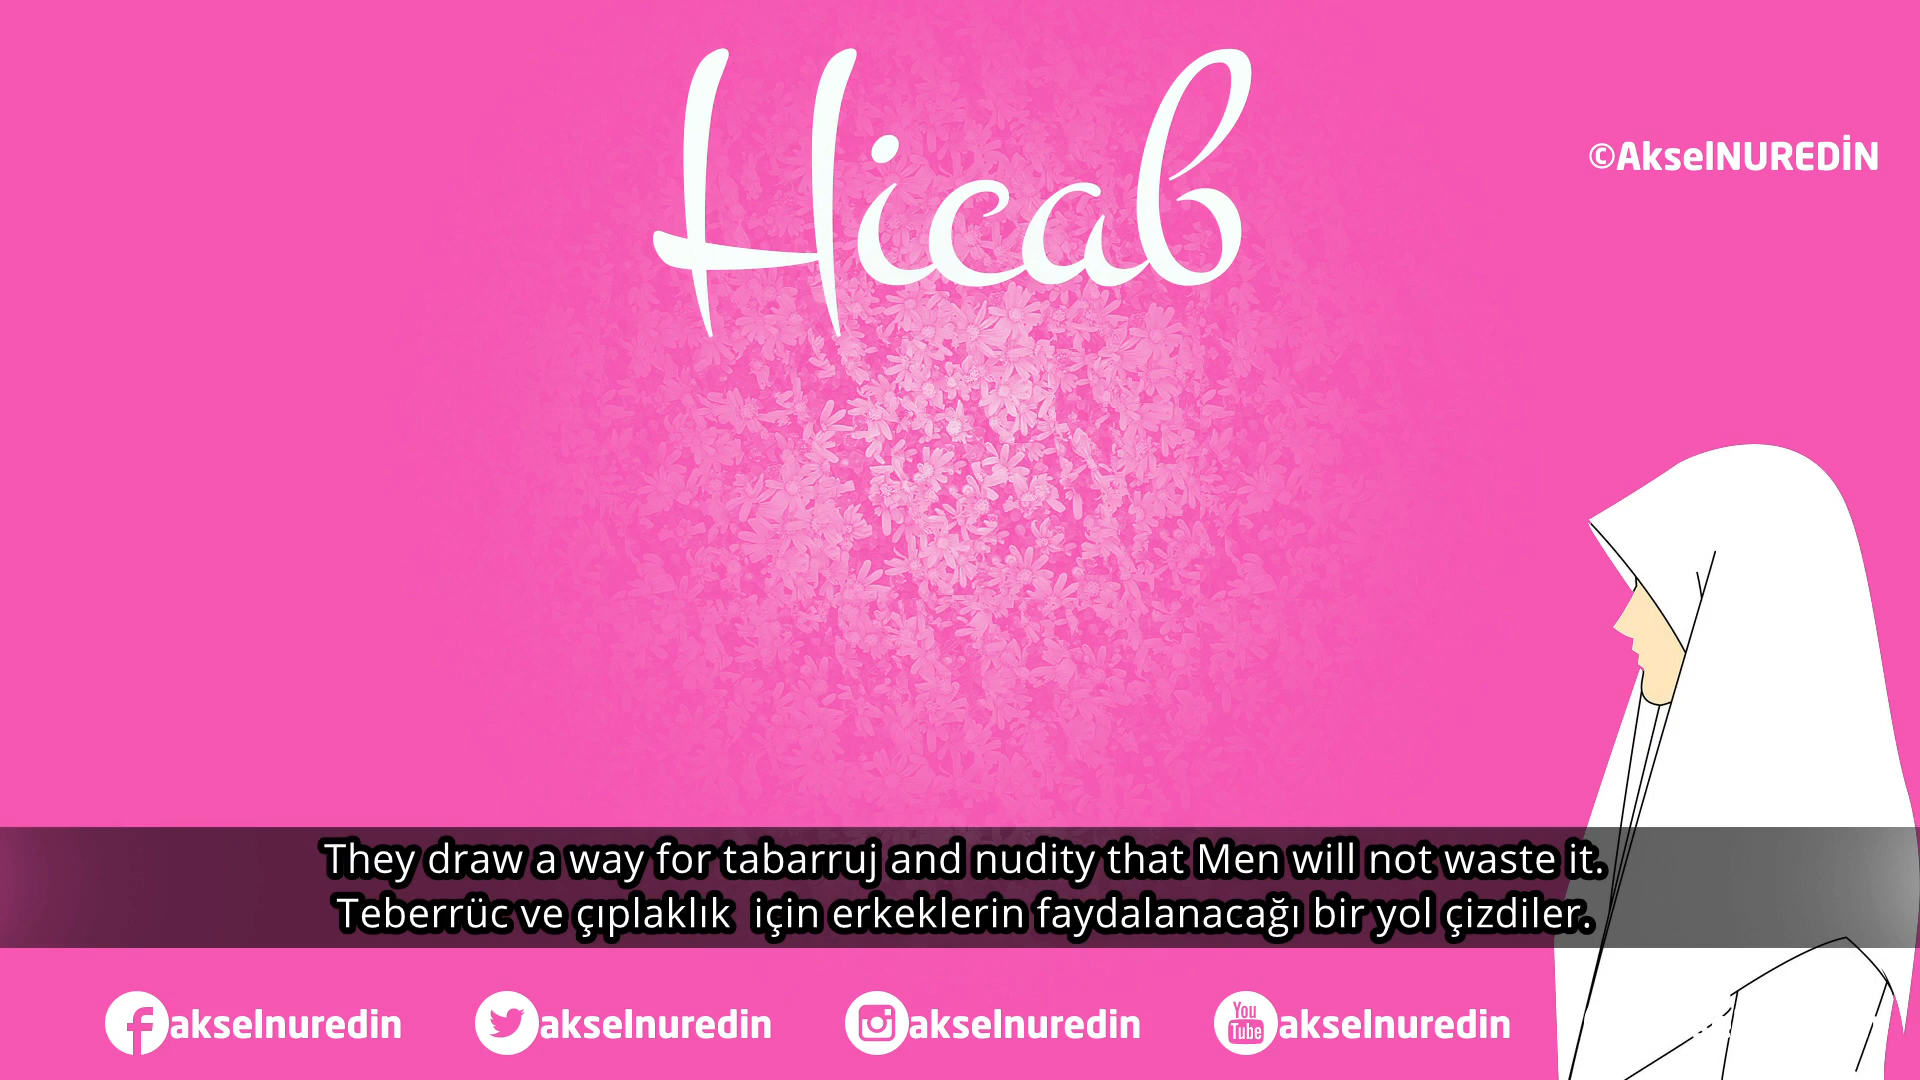 Hicab
©AkselNUREDİN
They draw a way for tabarruj and nudity that Men will not waste it.
Teberrüc ve çıplaklık  için erkeklerin faydalanacağı bir yol çizdiler.
akselnuredin
akselnuredin
akselnuredin
You Tube akselnuredin